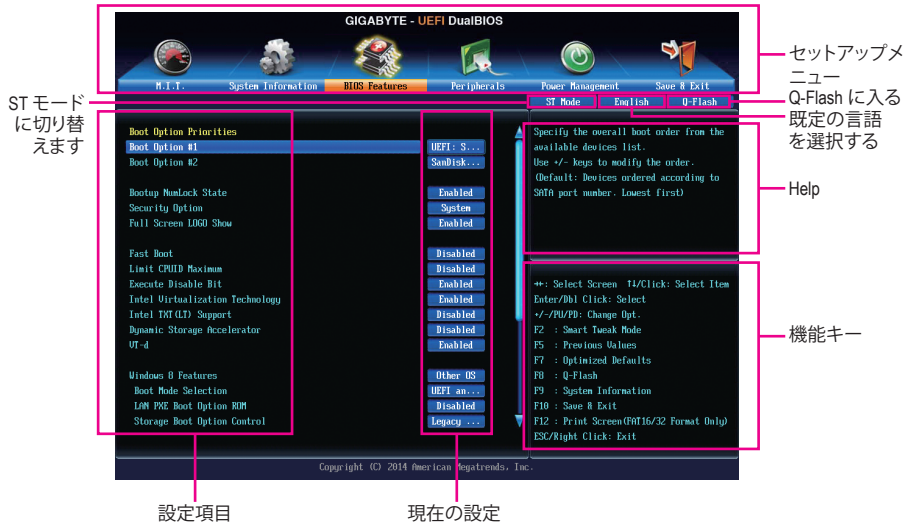 GIGABYTE - UEFI DualBIOS
M.I.T.
System Information
BIOS Features
Peripherals
Power Management
Save & Exit
セットアップメ
ニュー
ST Mode
English
Q-Flash
Q-Flash に入る
既定の言語
を選択する
ST モード
に切り替
えます
Boot Option Priorities
Boot Option #1 UEFI: S...
Boot Option #2 SanDisk...
Bootup NumLock State Enabled
Security Option System
Full Screen LOGO Show Enabled
Fast Boot Disabled
Limit CPUID Maximum Disabled
Execute Disable Bit Enabled
Intel Virtualization Technology Enabled
Intel TXT(LT) Support Disabled
Dynamic Storage Accelerator Disabled
VT-d Enabled
Windows 8 Features Other OS
Boot Mode Selection UEFI an...
LAN PXE Boot Option ROM Disabled
Storage Boot Option Control Legacy ...
Specify the overall boot order from the
available devices list.
Use +/- keys to modify the order.
(Default: Devices ordered according to
SATA port number. Lowest first)
Help
→←: Select Screen ↑↓/Click: Select Item
Enter/Dbl Click: Select
+/-/PU/PD: Change Opt.
F2 : Smart Tweak Mode
F5 : Previous Values
F7 : Optimized Defaults
F8 : Q-Flash
F9 : System Information
F10 : Save & Exit
F12 : Print Screen(FAT16/32 Format Only)
ESC/Right Click: Exit
機能キー
Copyright (C) 2014 American Megatrends, Inc.
設定項目
現在の設定